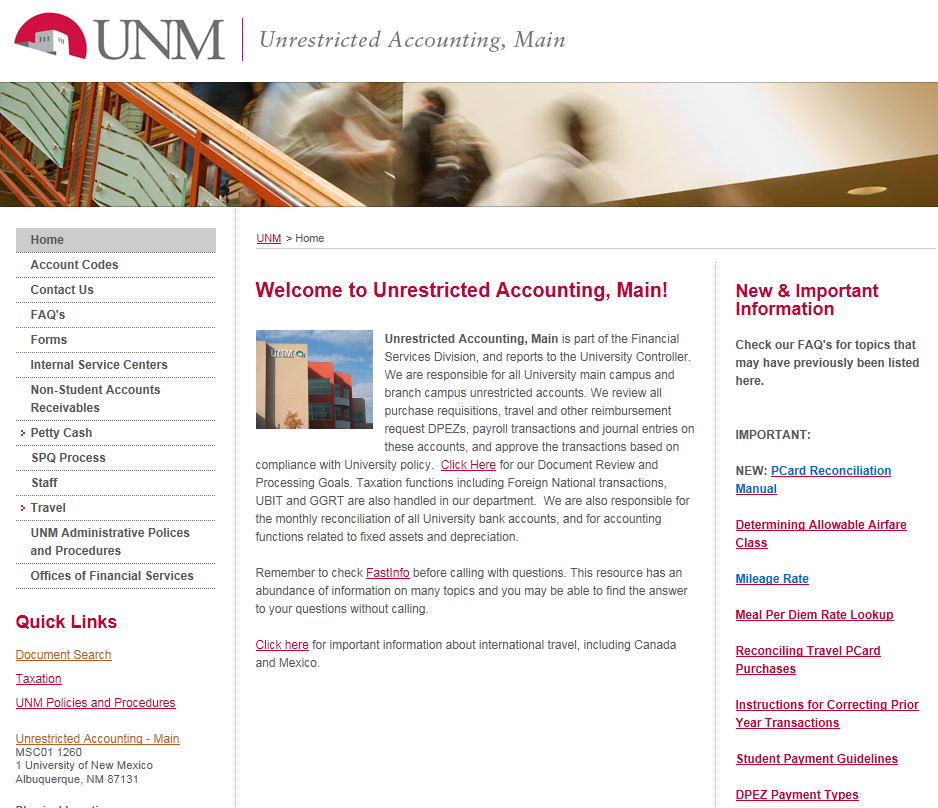 UNM
Unrestricted Accounting, Main
Home
Account Codes
Contact Us
FAQ's
Forms
Internal Service Centers
Non-Student Accounts
Receivables
Petty Cash
SPQ Process
Staff
Travel
UNM Administrative Polices
and Procedures
Offices of Financial Services
Quick Links
Document Search
Taxation
UNM Policies and Procedures
Unrestricted Accounting - Main
MSC01 1260
1 University of New Mexico
Albuquerque, NM 87131
UNM > Home
Welcome to Unrestricted Accounting, Main!
UNM
Unrestricted Accounting, Main is part of the Financial
Services Division, and reports to the University Controller.
We are responsible for all University main campus and
branch campus unrestricted accounts. We review all
purchase requisitions, travel and other reimbursement
request DPEZs, payroll transactions and journal entries on
these accounts, and approve the transactions based on
compliance with University policy.  Click Here for our Document Review and
Processing Goals. Taxation functions including Foreign National transactions,
UBIT and GGRT are also handled in our department.  We are also responsible for
the monthly reconciliation of all University bank accounts, and for accounting
functions related to fixed assets and depreciation.
Remember to check FastInfo before calling with questions. This resource has an
abundance of information on many topics and you may be able to find the answer
to your questions without calling.
Click here for important information about international travel, including Canada
and Mexico.
New & Important
Information
Check our FAQ's for topics that
may have previously been listed
here.
IMPORTANT:
NEW: PCard Reconciliation
Manual
Determining Allowable Airfare
Class
Mileage Rate
Meal Per Diem Rate Lookup
Reconciling Travel PCard
Purchases
Instructions for Correcting Prior
Year Transactions
Student Payment Guidelines
DPEZ Payment Types